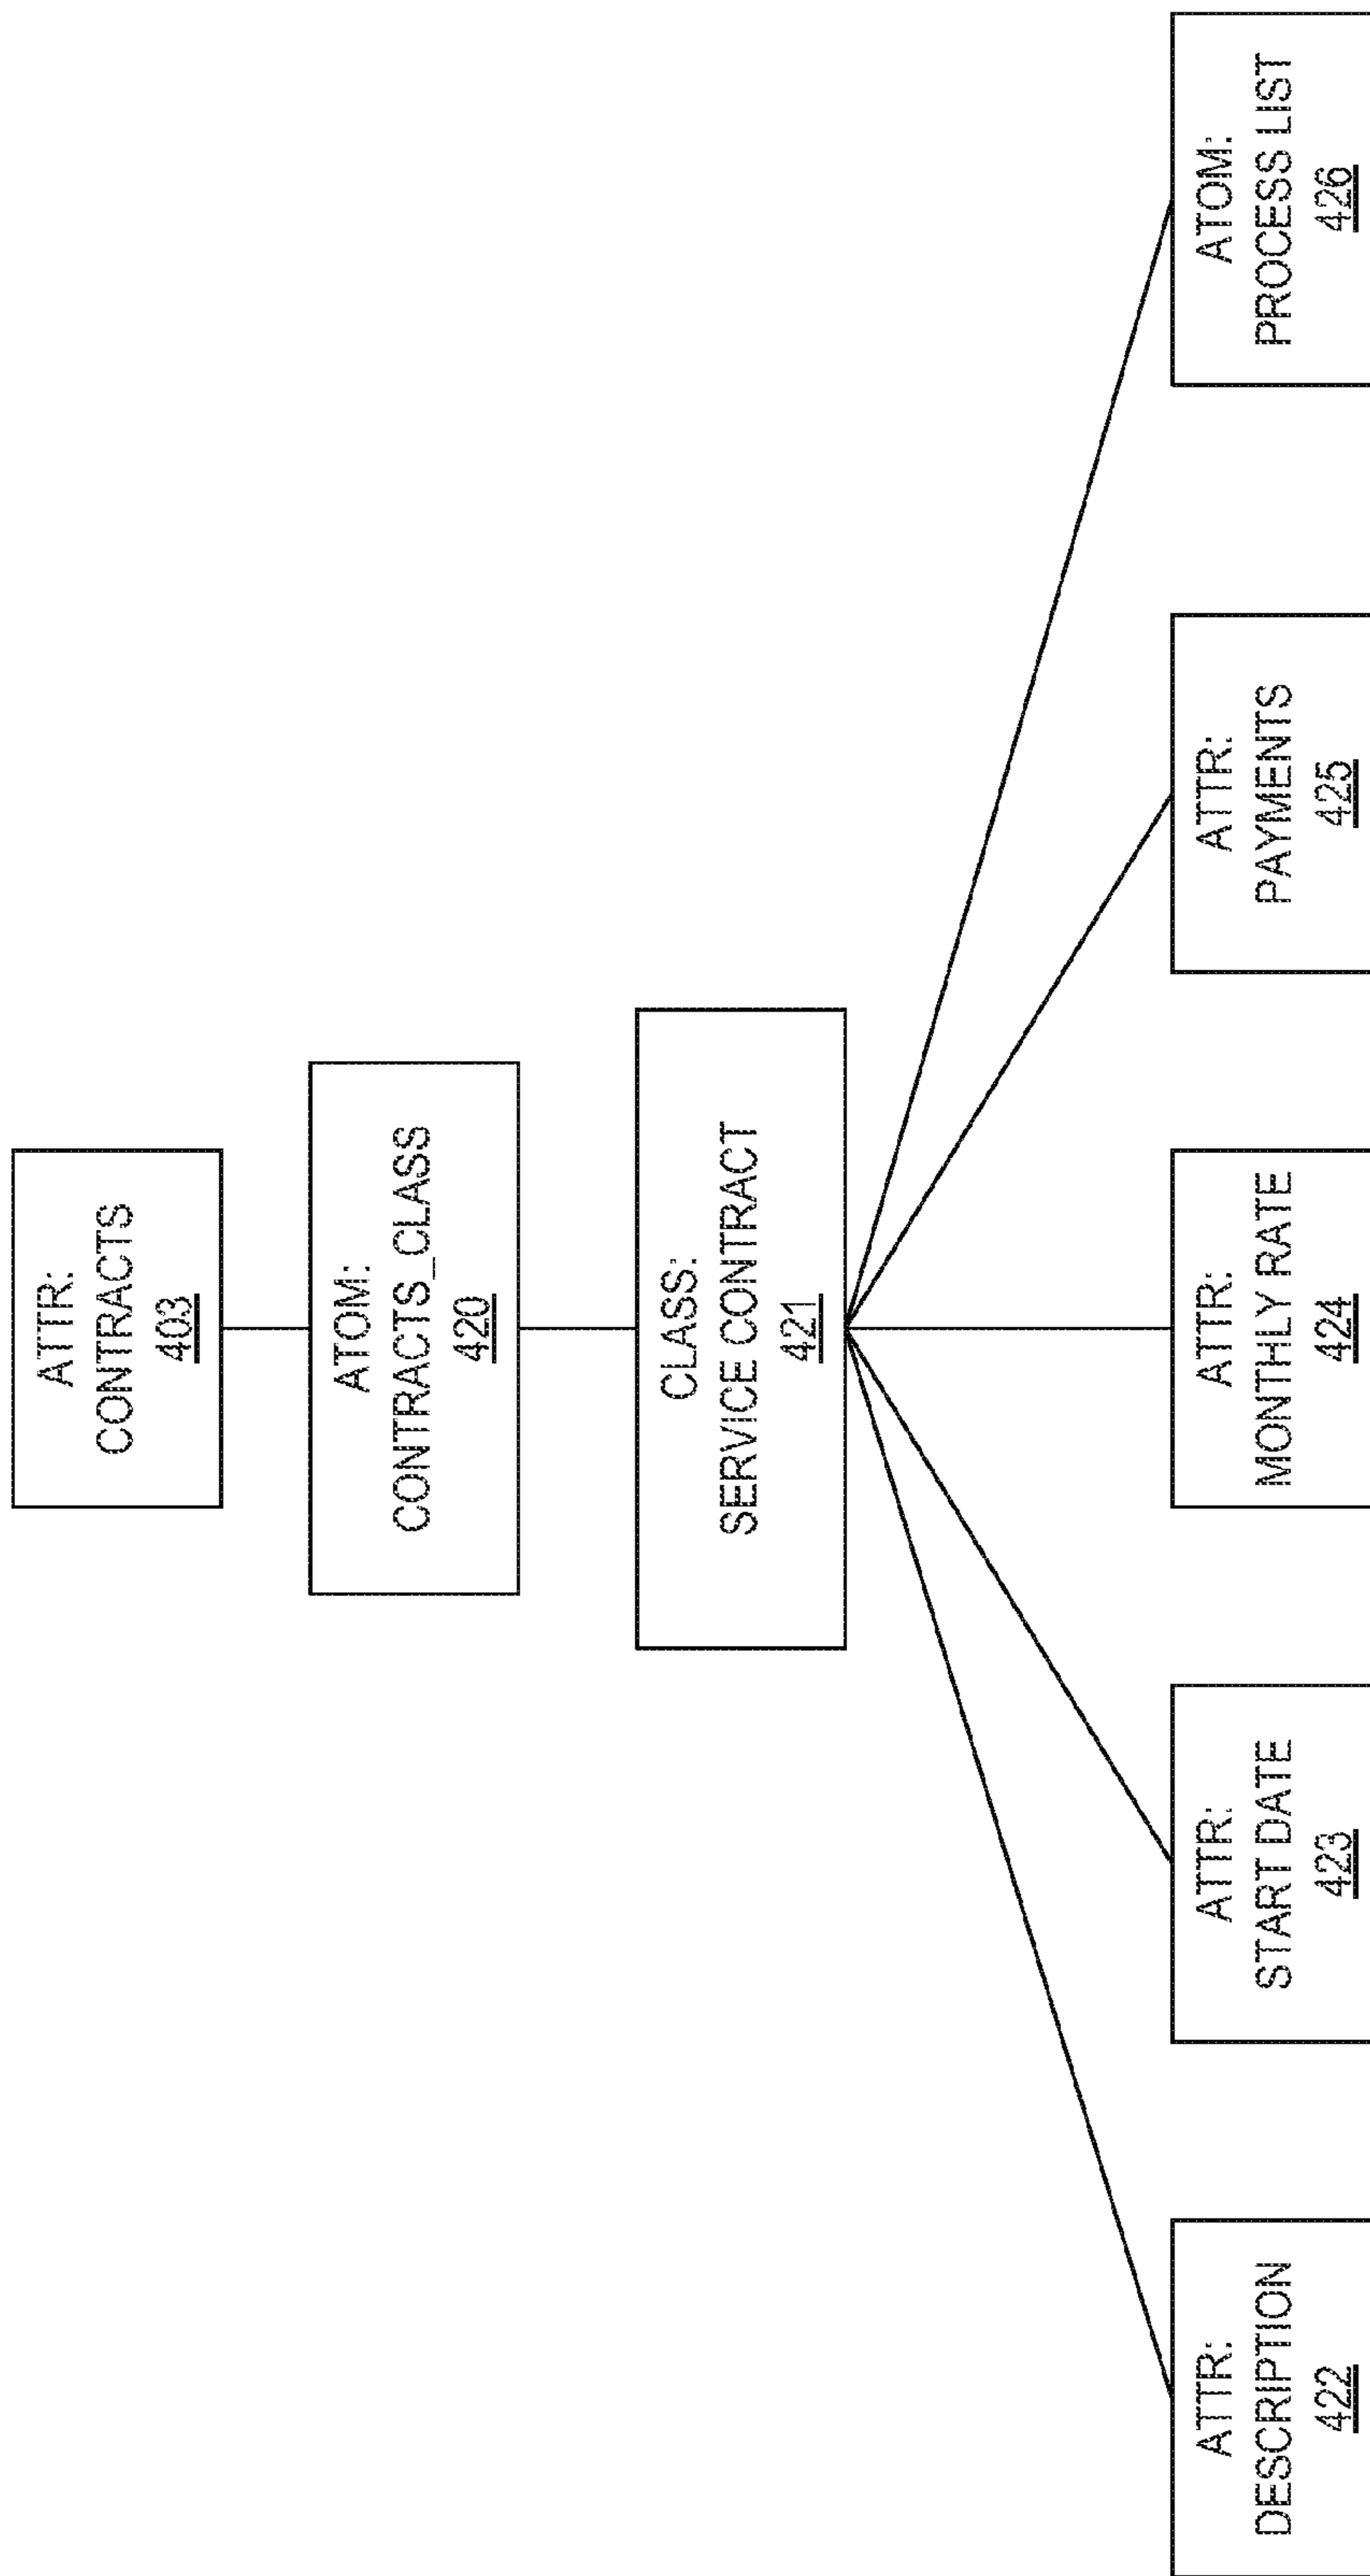 ATTR:
CONTRACTS
403
ATOM:
CONTRACTS_CLASS
420
CLASS:
SERVICE CONTRACT
421
ATTR:
DESCRIPTION
422
ATTR:
START DATE
423
ATTR:
MONTHLY RATE
424
ATTR:
PAYMENTS
425
ATOM:
PROCESS LIST
426